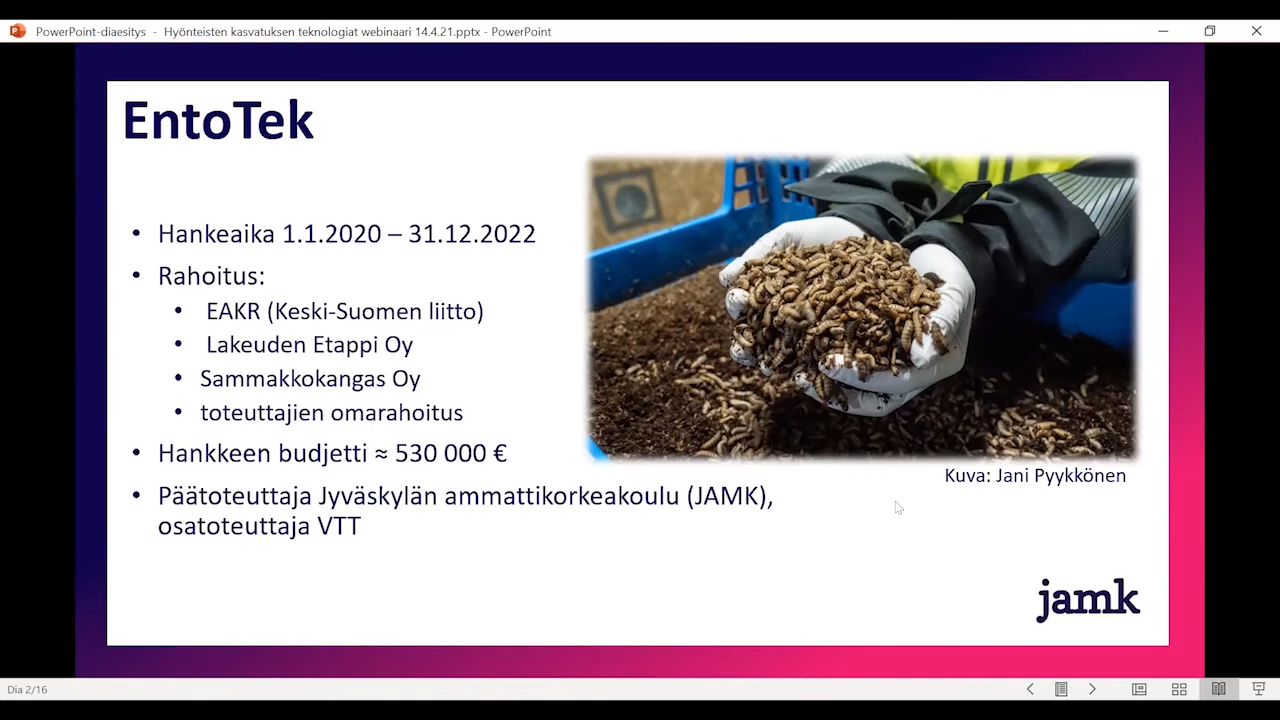 PowerPoint-diaesitys - Hyönteisten kasvatuksen teknologiat webinaari 14.4.21.pptx - PowerPoint
EntoTek
• Hankeaika 1.1.2020 – 31.12.2022
• Rahoitus:
• EAKR (Keski-Suomen liitto)
• Lakeuden Etappi Oy
• Sammakkokangas Oy
• toteuttajien omarahoitus
• Hankkeen budjetti ≈ 530 000 €
• Päätoteuttaja Jyväskylän ammattikorkeakoulu (JAMK),
osatoteuttaja VTT
Kuva: Jani Pyykkönen
jamk
Dia 2/16